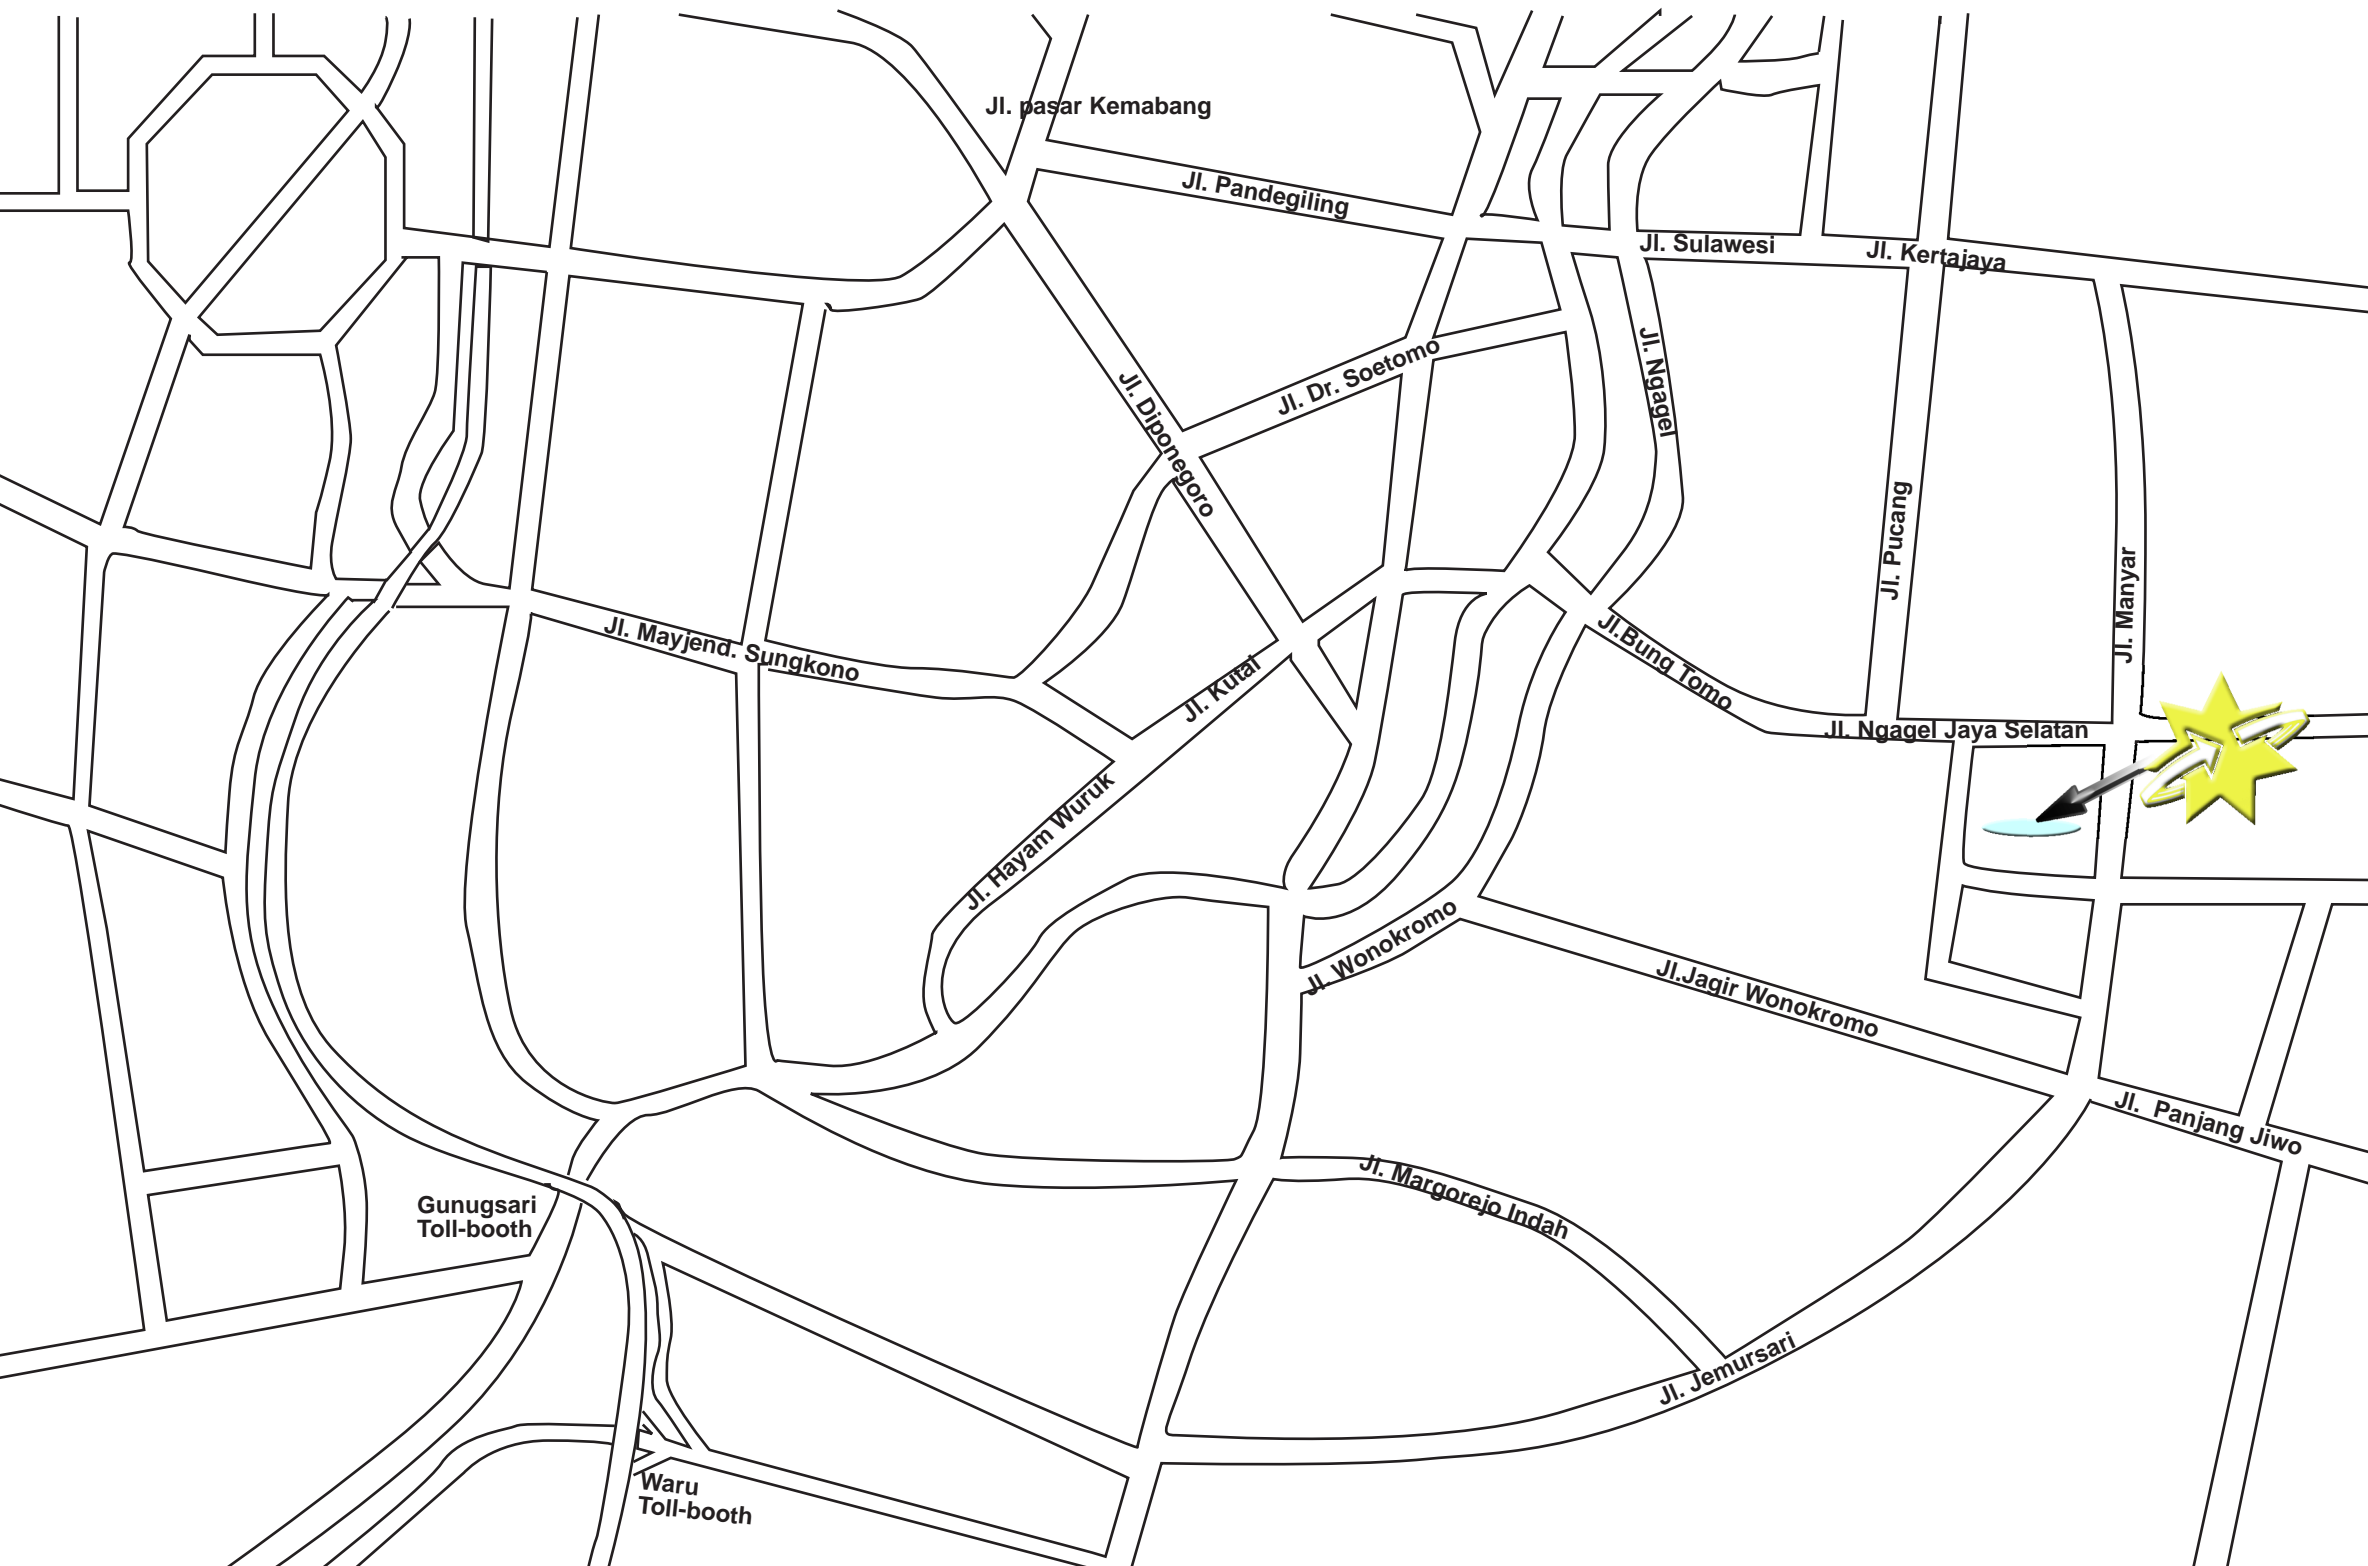 Jl. pasar Kemabang
Jl. Pandegiling
Jl. Sulawesi
Jl. Kertajaya
Jl. Dr. Soetomo
Jl. Ngagel
Jl. Diponegoro
Jl. Pucang
Jl. Manyar
Jl. Mayjend. Sungkono
Jl. Kutai
Jl.Bung Tomo
Jl. Ngagel Jaya Selatan
Jl. Hayam Wuruk
Jl. Wonokromo
Jl.Jagir Wonokromo
Jl. Panjang Jiwo
Jl. Margorejo Indah
Gunugsari
Toll-booth
Jl. Jemursari
Waru
Toll-booth